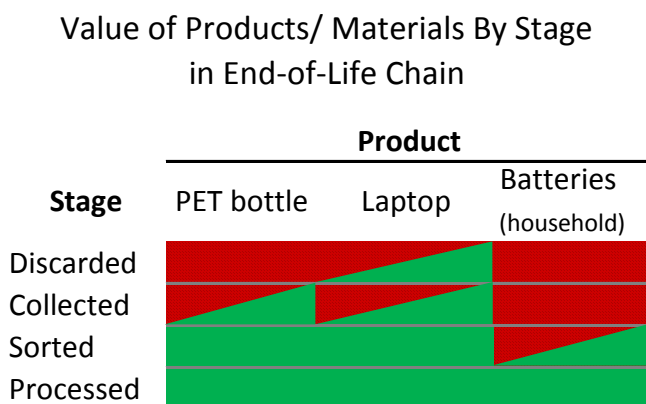 Value of Products/ Materials By Stage
in End-of-Life Chain
Product
Stage PET bottle Laptop Batteries
(household)
Discarded
Collected
Sorted
Processed